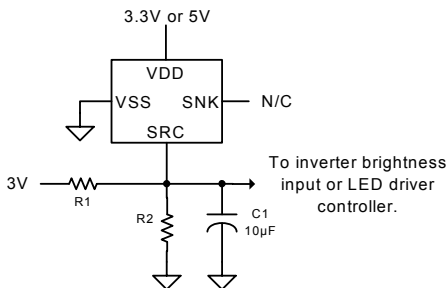 3.3V or 5V
VDD
VSS
SNK
N/C
SRC
3V
R1
R2
C1
10µF
To inverter brightness
input or LED driver
controller.